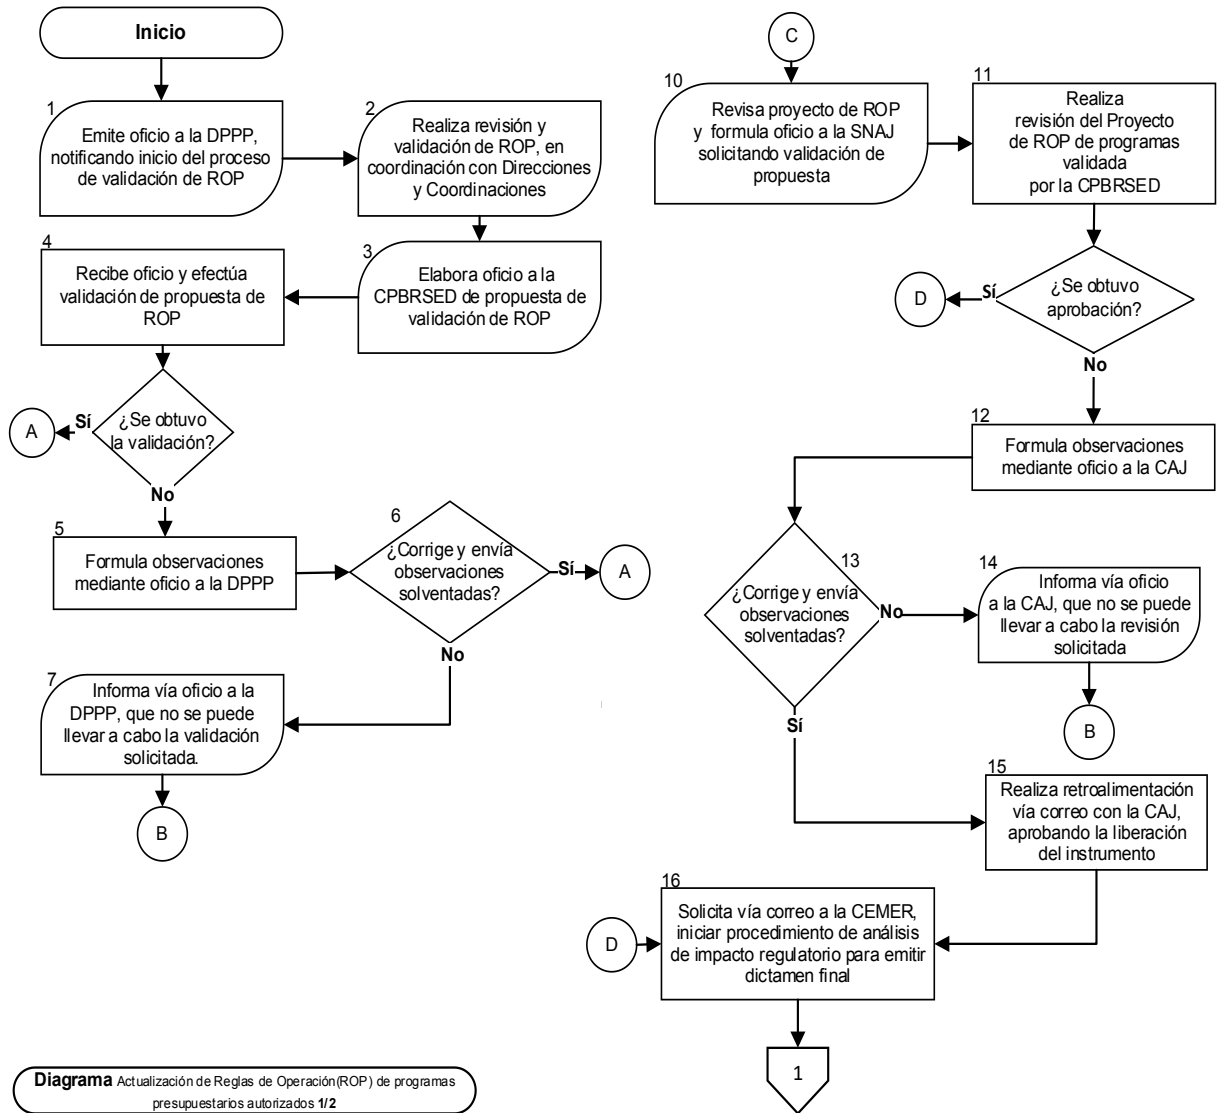 Inicio
1
Emite oficio a la DPPP,
notificando inicio del proceso
de validación de ROP
2
Realiza revisión y
validación de ROP, en
coordinación con Direcciones
y Coordinaciones
3
Elabora oficio a la
CPBRSED de propuesta de
validación de ROP
4
Recibe oficio y efectúa
validación de propuesta de
ROP
¿Se obtuvo
la validación?
Sí
A
No
5
Formula observaciones
mediante oficio a la DPPP
6
¿Corrige y envía
observaciones
solventadas?
Sí
A
No
7
Informa vía oficio a la
DPPP, que no se puede
llevar a cabo la validación
solicitada.
B
C
10
Revisa proyecto de ROP
y formula oficio a la SNAJ
solicitando validación de
propuesta
11
Realiza
revisión del Proyecto
de ROP de programas
validada
por la CPBRSED
¿Se obtuvo
aprobación?
Sí
D
No
12
Formula observaciones
mediante oficio a la CAJ
13
¿Corrige y envía
observaciones
solventadas?
No
14
Informa vía oficio
a la CAJ, que no se puede
llevar a cabo la revisión
solicitada
B
Sí
15
Realiza retroalimentación
vía correo con la CAJ,
aprobando la liberación
del instrumento
16
Solicita vía correo a la CEMER,
iniciar procedimiento de análisis
de impacto regulatorio para emitir
dictamen final
D
1
Diagrama Actualización de Reglas de Operación(ROP) de programas
presupuestarios autorizados 1/2